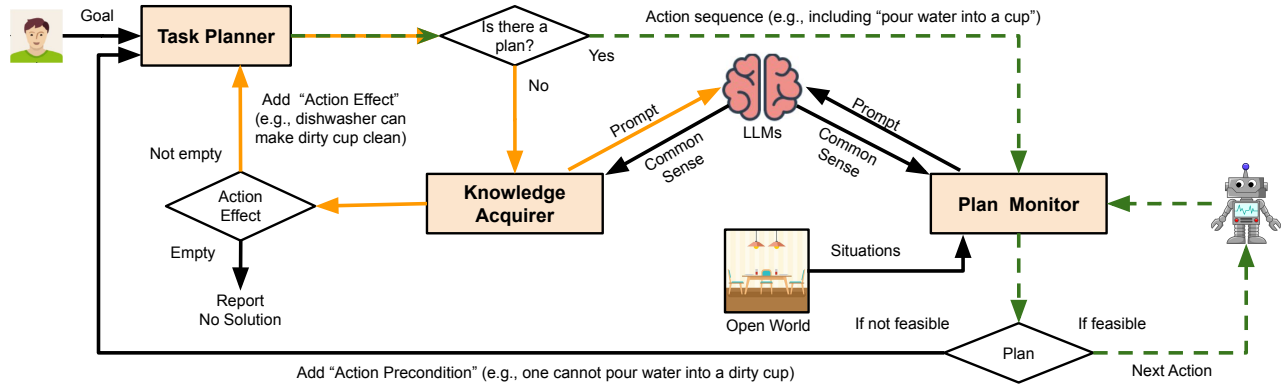 Goal
Task Planner
Is there a
plan?
Action sequence (e.g., including “pour water into a cup”)
Yes
No
Add “Action Effect”
(e.g., dishwasher can
make dirty cup clean)
Not empty
Prompt
Common
Sense
LLMs
Prompt
Common
Sense
Action
Effect
Knowledge
Acquirer
Plan Monitor
Empty
Report
No Solution
Situations
Open World
If not feasible
Plan
If feasible
Next Action
Add “Action Precondition” (e.g., one cannot pour water into a dirty cup)